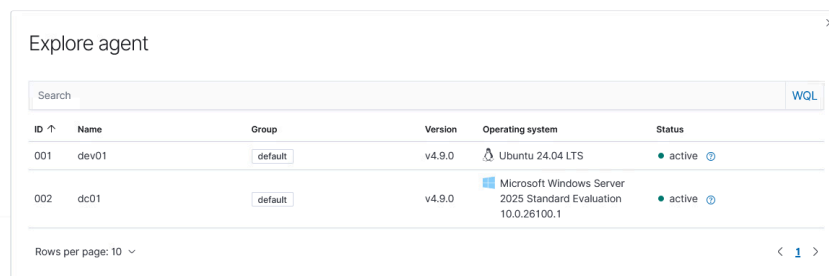 Explore agent
Search WQL
ID ↑ Name Group Version Operating system Status
001 dev01 default v4.9.0 Ubuntu 24.04 LTS active
002 dc01 default v4.9.0 Microsoft Windows Server active
2025 Standard Evaluation
10.0.26100.1
Rows per page: 10 1